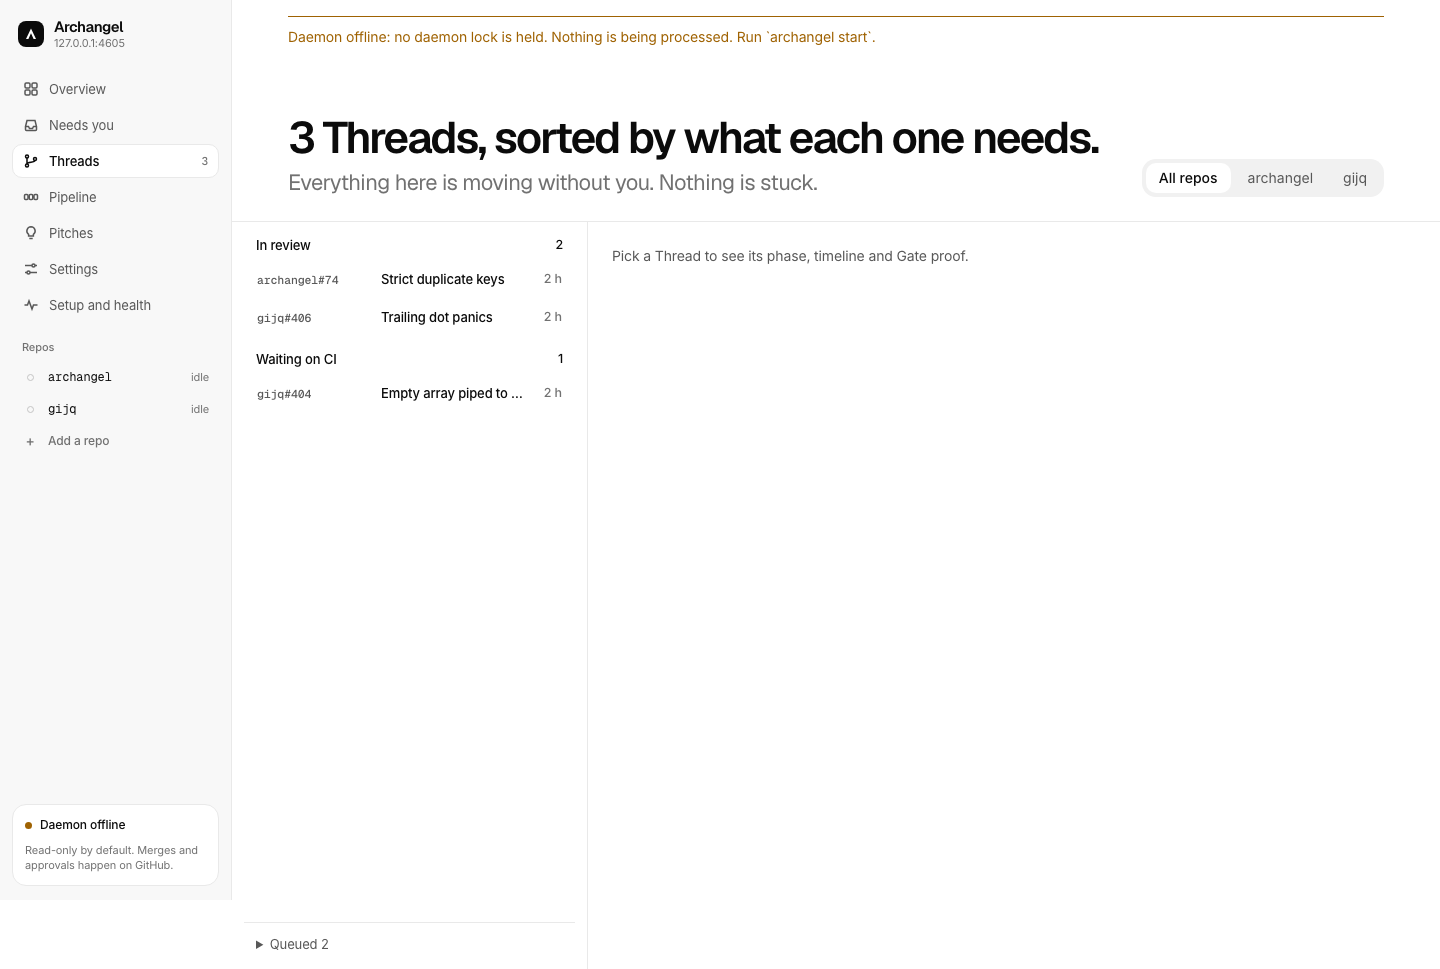 Archangel
127.0.0.1:4605
Overview
Needs you
Threads 3
Pipeline
Pitches
Settings
Setup and health
Repos
archangel idle
gijq idle
+ Add a repo
Daemon offline
Read-only by default. Merges and
approvals happen on GitHub.
Daemon offline: no daemon lock is held. Nothing is being processed. Run `archangel start`.
3 Threads, sorted by what each one needs.
Everything here is moving without you. Nothing is stuck.
All repos archangel gijq
In review 2
archangel#74 Strict duplicate keys 2 h
gijq#406 Trailing dot panics 2 h
Waiting on CI 1
gijq#404 Empty array piped to ... 2 h
Queued 2
Pick a Thread to see its phase, timeline and Gate proof.